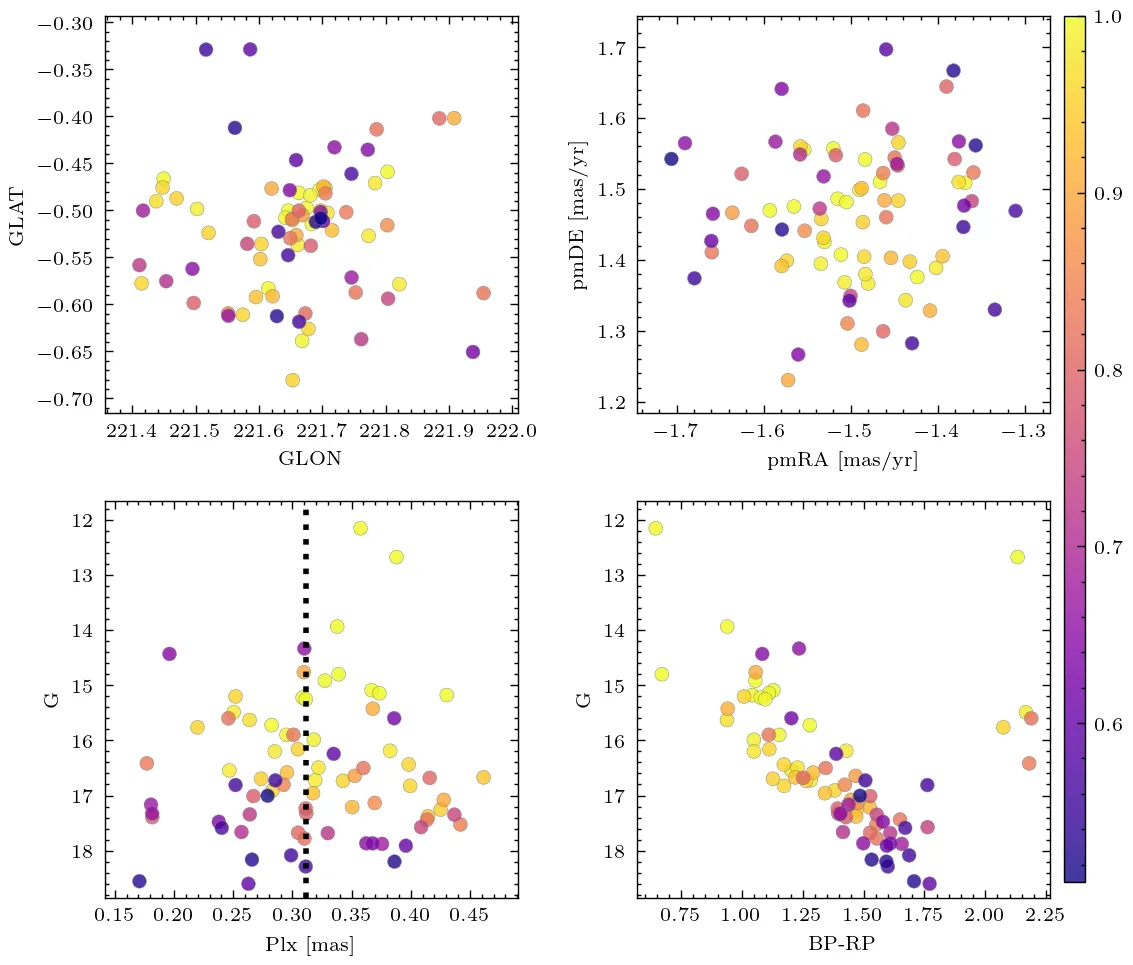 −0.30
−0.35
−0.40
−0.45
−0.50
−0.55
−0.60
−0.65
−0.70
GLAT
221.4 221.5 221.6 221.7 221.8 221.9 222.0
GLON
1.7
1.6
1.5
1.4
1.3
1.2
pmDE [mas/yr]
−1.7 −1.6 −1.5 −1.4 −1.3
pmRA [mas/yr]
1.0
0.9
0.8
0.7
0.6
12
13
14
15
16
17
18
G
0.15 0.20 0.25 0.30 0.35 0.40 0.45
Plx [mas]
12
13
14
15
16
17
18
G
0.75 1.00 1.25 1.50 1.75 2.00 2.25
BP-RP